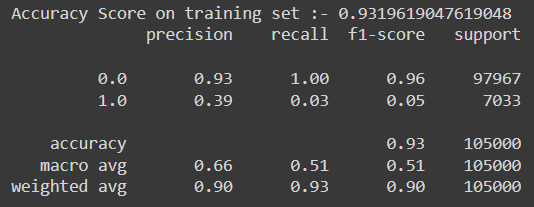 Accuracy Score on training set :- 0.9319619047619048
precision recall f1-score support
0.0 0.93 1.00 0.96 97967
1.0 0.39 0.03 0.05 7033
accuracy 0.93 105000
macro avg 0.66 0.51 0.51 105000
weighted avg 0.90 0.93 0.90 105000